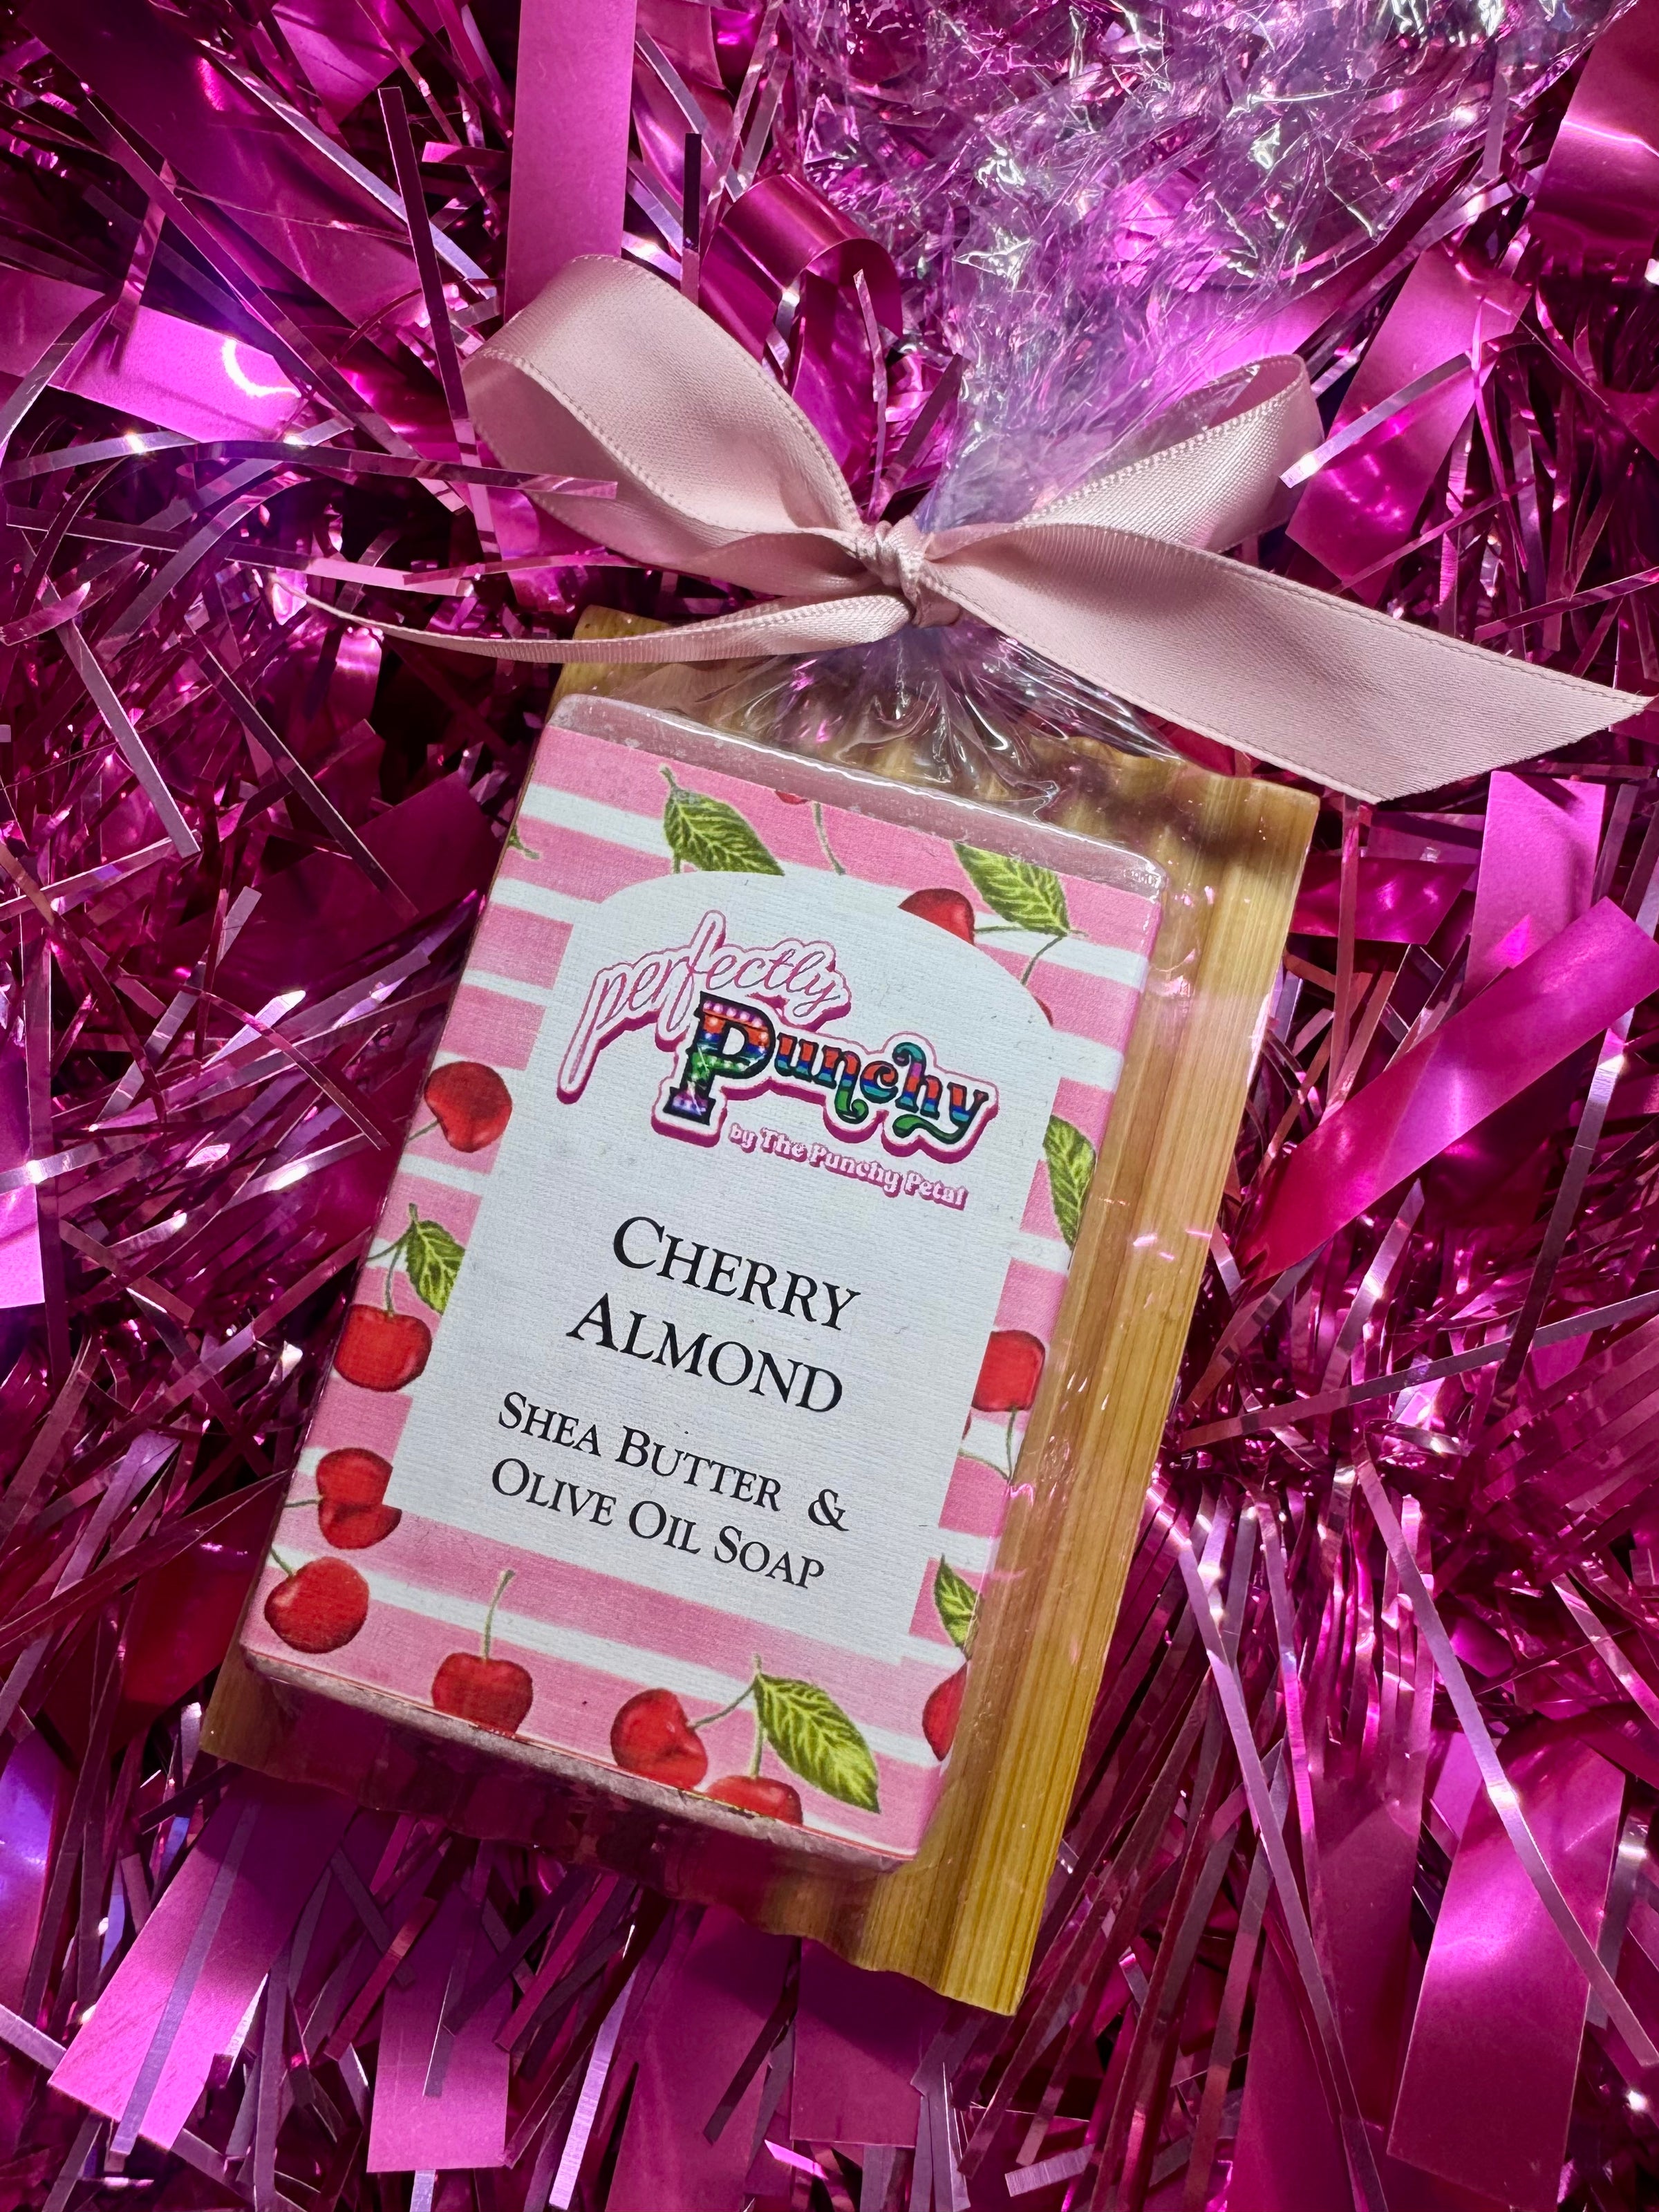 perfectly
Punchy
by The Punchy Petal
CHERRY
ALMOND
SHEA BUTTER &
OLIVE OIL SOAP